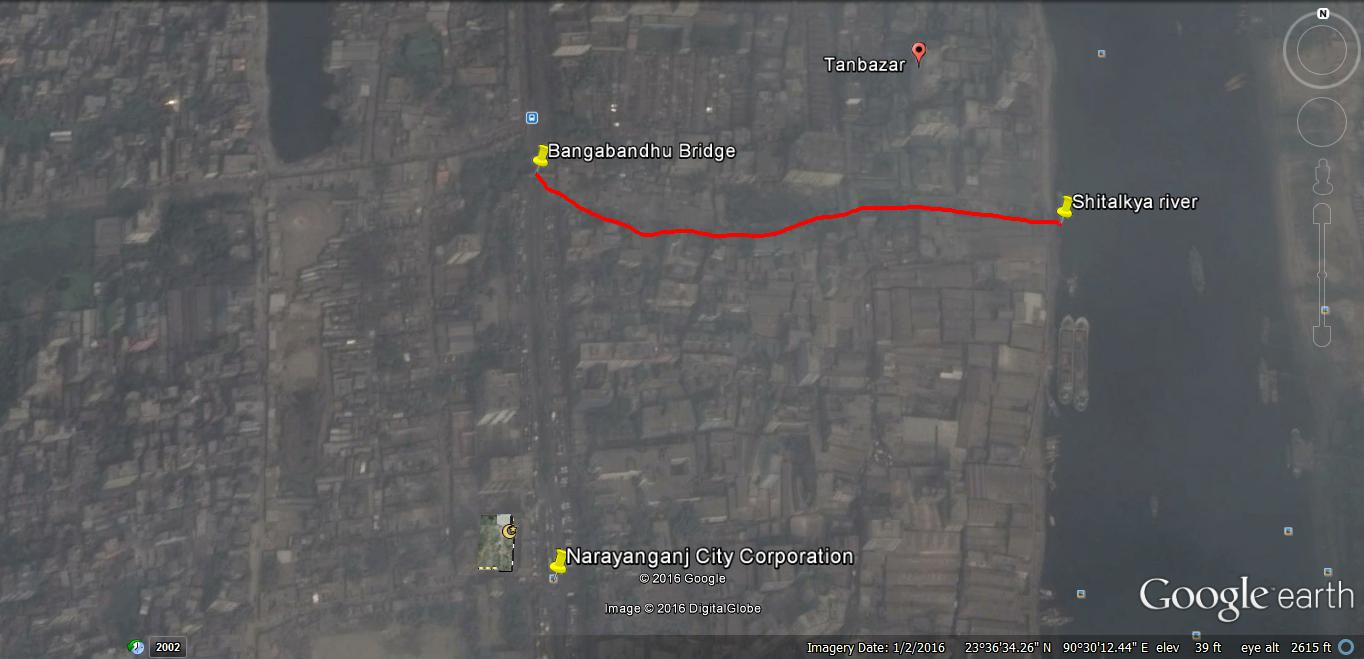 N
Tanbazar
Bangabandhu Bridge
Shitalkya river
Narayanganj City Corporation
© 2016 Google
Image © 2016 DigitalGlobe
Google earth
2002
Imagery Date: 1/2/2016 23°36'34.26" N 90°30'12.44" E elev 39 ft eye alt 2615 ft